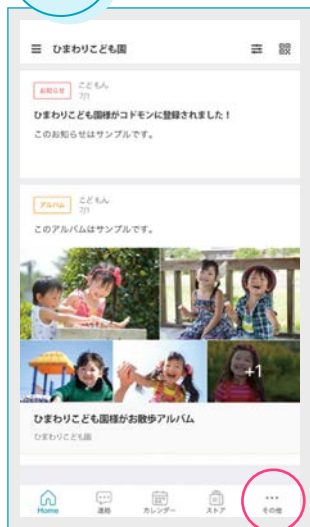 ひまわりこども園
お知らせ
こどもん
7/1
ひまわりこども園様がコドモンに登録されました！
このお知らせはサンプルです。
アルバム
こどもん
7/1
このアルバムはサンプルです。
+1
ひまわりこども園様がお散歩アルバム
ひまわりこども園
Home
連絡
カレンダー
ストア
その他